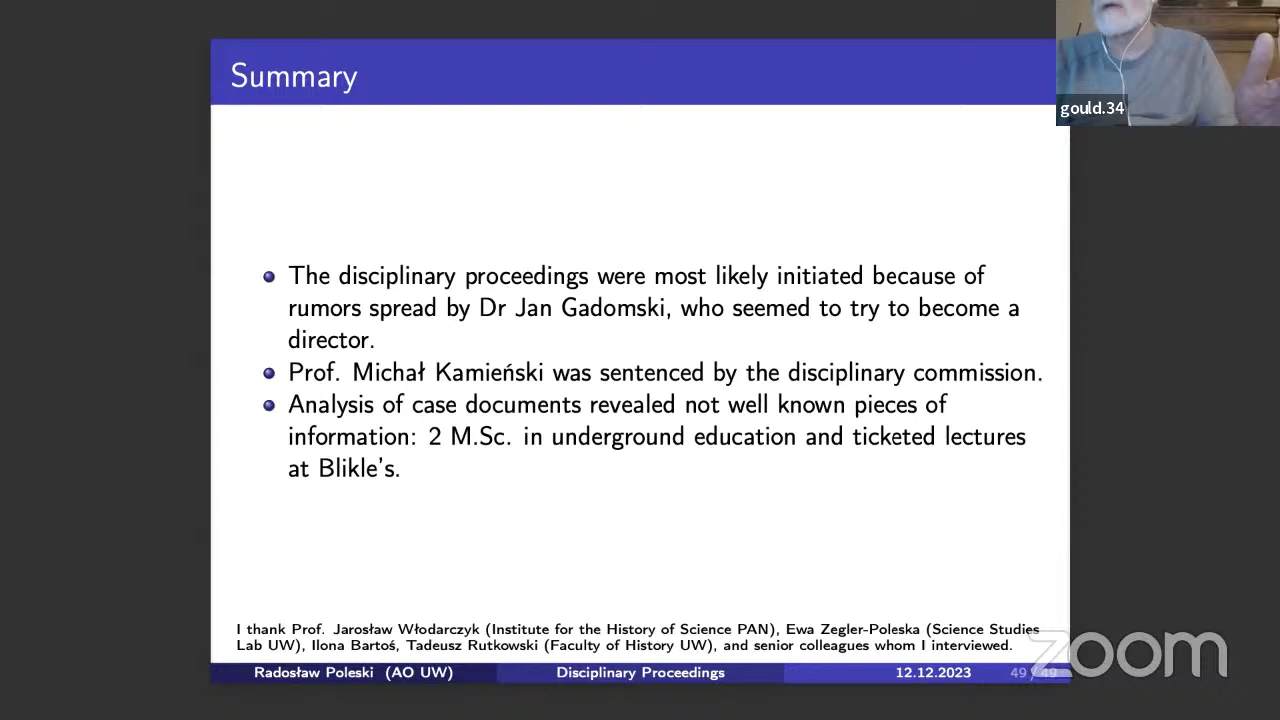 Summary
gould.34
The disciplinary proceedings were most likely initiated because of
rumors spread by Dr Jan Gadomski, who seemed to try to become a
director.
Prof. Michał Kamieński was sentenced by the disciplinary commission.
Analysis of case documents revealed not well known pieces of
information: 2 M.Sc. in underground education and ticketed lectures
at Blikle's.
I thank Prof. Jarosław Włodarczyk (Institute for the History of Science PAN), Ewa Zegler-Poleska (Science Studies
Lab UW), Ilona Bartoś, Tadeusz Rutkowski (Faculty of History UW), and senior colleagues whom I interviewed.
zoom
Radosław Poleski (AO UW) Disciplinary Proceedings 12.12.2023 49 / 49